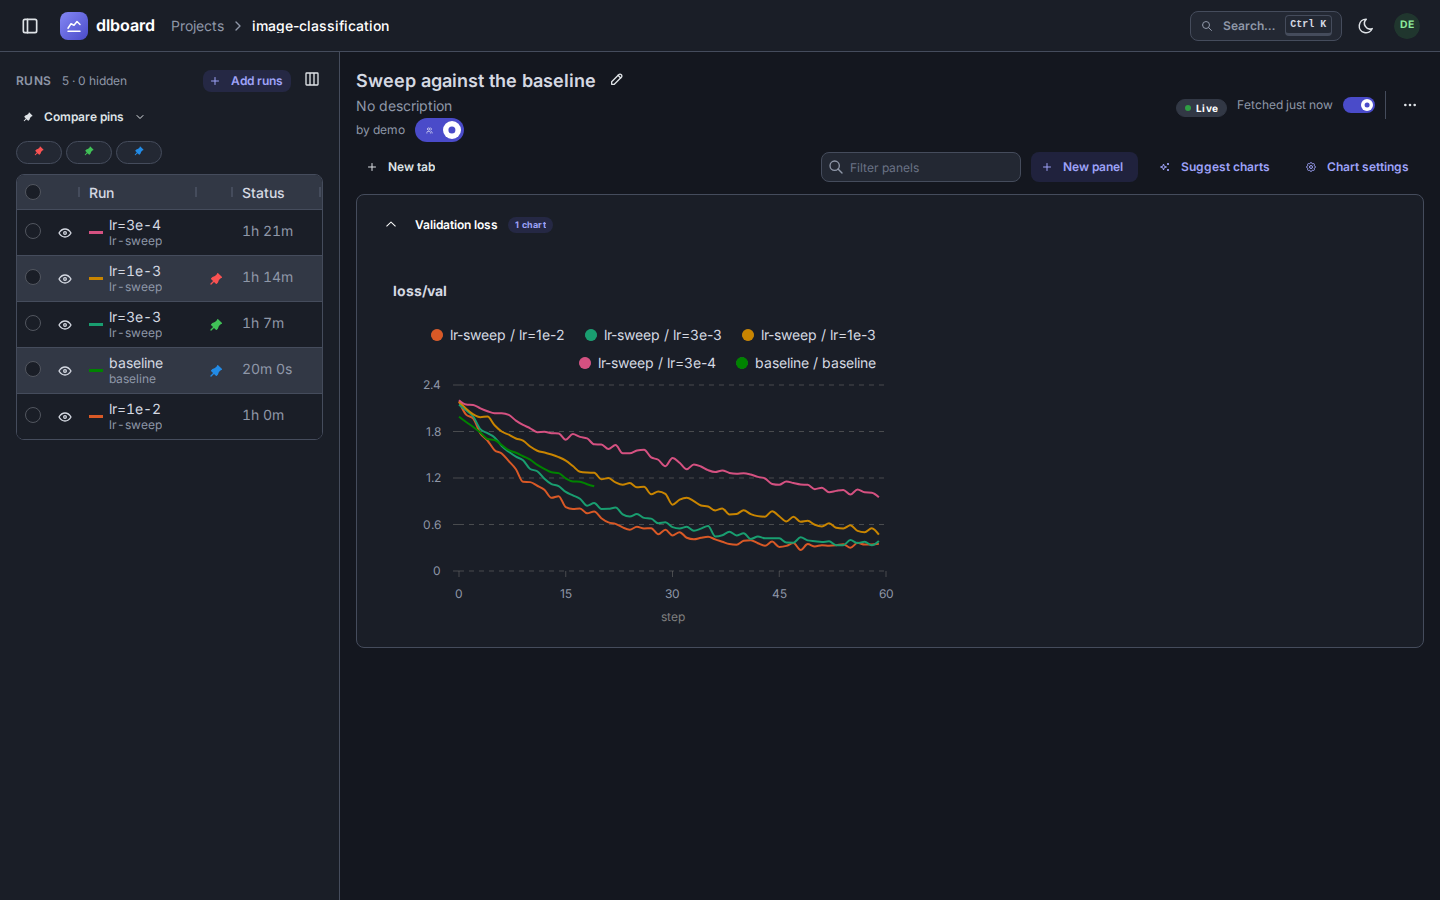 dlboard Projects image-classification Search... Ctrl K DE
RUNS 5 · 0 hidden Add runs
Compare pins
Run Status
lr=3e-4 1h 21m
lr-sweep
lr=1e-3 1h 14m
lr-sweep
lr=3e-3 1h 7m
lr-sweep
baseline 20m 0s
baseline
lr=1e-2 1h 0m
lr-sweep
Sweep against the baseline
No description
by demo
Live Fetched just now
New tab Filter panels New panel Suggest charts Chart settings
Validation loss 1 chart
loss/val
lr-sweep / lr=1e-2 lr-sweep / lr=3e-3 lr-sweep / lr=1e-3
lr-sweep / lr=3e-4 baseline / baseline
2.4
1.8
1.2
0.6
0
0 15 30 45 60
step